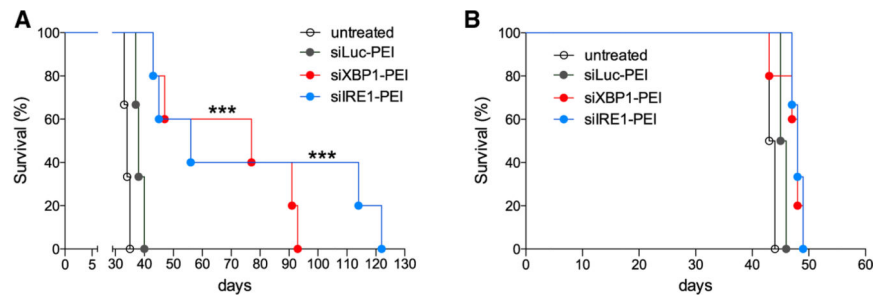 A
Survival (%)
100
80
60
40
20
0
0 5 30 40 50 60 70 80 90 100 110 120 130
days
untreated
siLuc-PEI
siXBP1-PEI
siIRE1-PEI
***
***
B
Survival (%)
100
80
60
40
20
0
0 10 20 30 40 50 60
days
untreated
siLuc-PEI
siXBP1-PEI
siIRE1-PEI